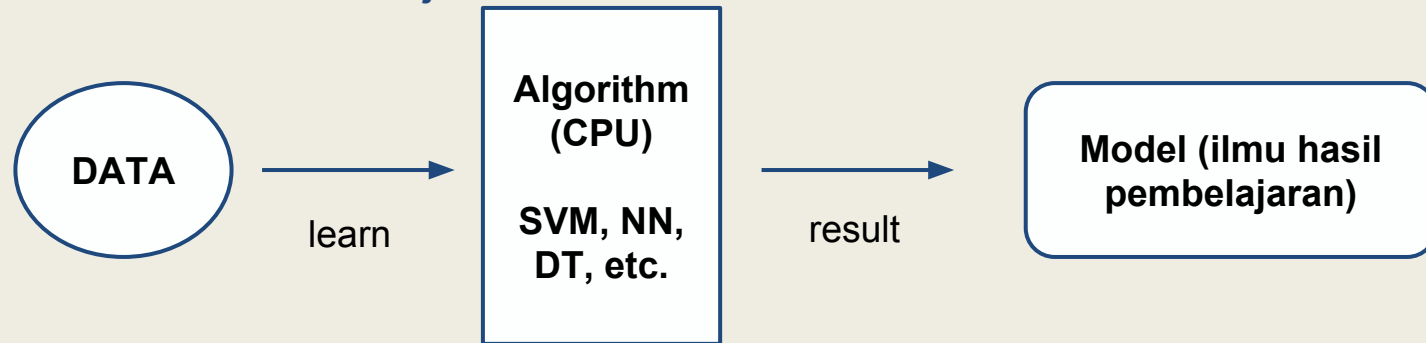 DATA
learn
Algorithm
(CPU)
SVM, NN,
DT, etc.
result
Model (ilmu hasil
pembelajaran)